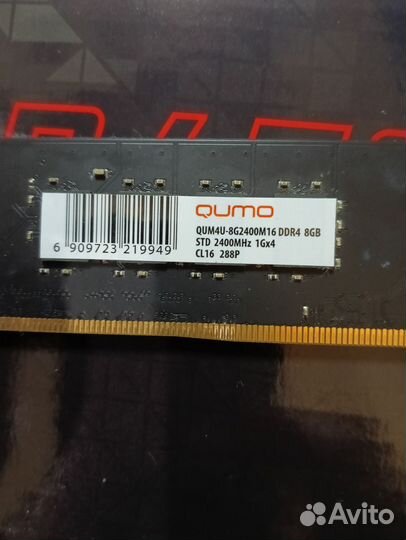 QUMO
QUM4U-8G2400M16 DDR4 8GB
STD 2400MHz 1Gx4
CL16 288P
6 909723 219949
Avito